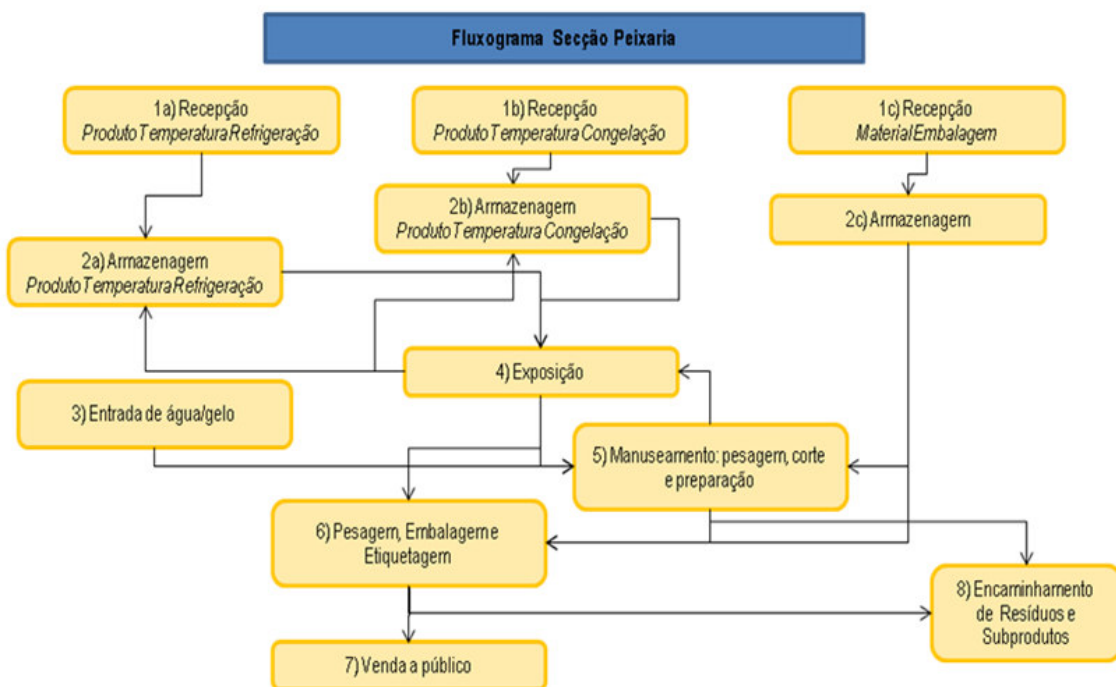 Fluxograma Secção Peixaria
1a) Recepção
Produto Temperatura Refrigeração
1b) Recepção
Produto Temperatura Congelação
1c) Recepção
Material Embalagem
2b) Armazenagem
Produto Temperatura Congelação
2c) Armazenagem
2a) Armazenagem
Produto Temperatura Refrigeração
4) Exposição
3) Entrada de água/gelo
5) Manuseamento: pesagem, corte
e preparação
6) Pesagem, Embalagem e
Etiquetagem
8) Encaminhamento
de Resíduos e
Subprodutos
7) Venda a público